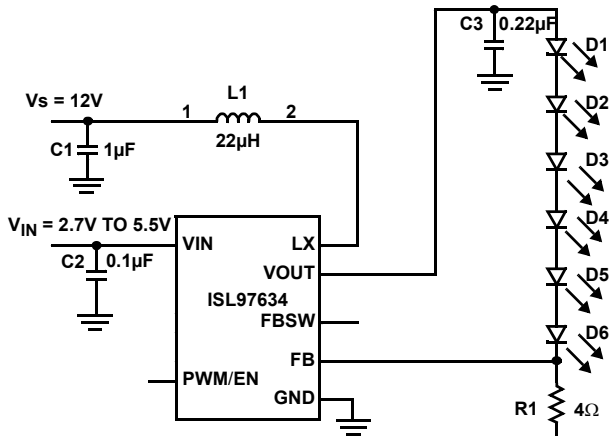 C3 0.22µF
D1
Vs = 12V
L1
1 2
D2
C1 1µF
22µH
D3
VIN = 2.7V TO 5.5V
VIN LX
D4
C2 0.1µF
VOUT
ISL97634
D5
FBSW
FB
D6
PWM/EN
GND
R1 4Ω